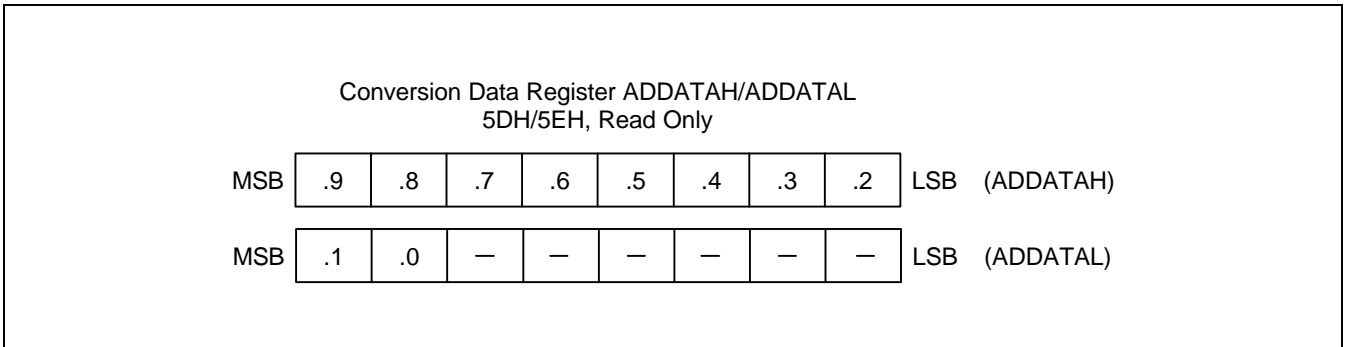 Conversion Data Register ADDATAH/ADDATAL
5DH/5EH, Read Only
MSB .9 .8 .7 .6 .5 .4 .3 .2 LSB (ADDATAH)
MSB .1 .0 – – – – – – LSB (ADDATAL)